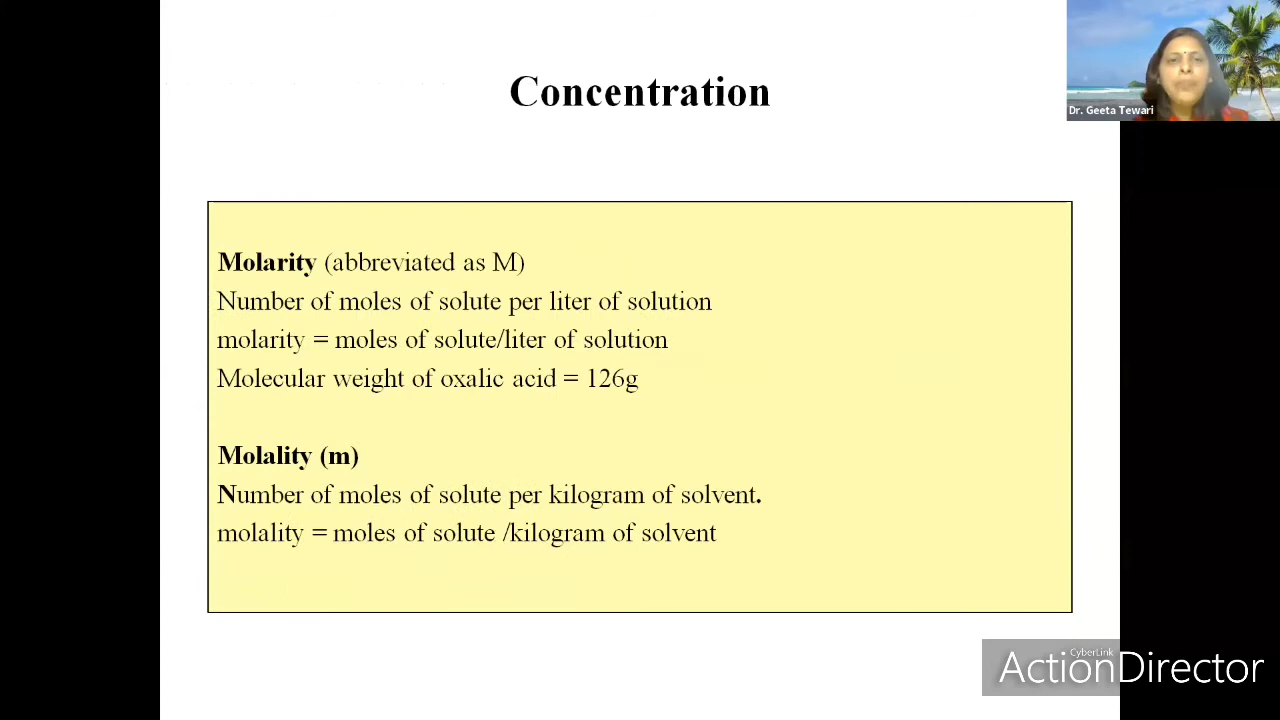 Concentration
Dr. Geeta Tewari
Molarity (abbreviated as M)
Number of moles of solute per liter of solution
molarity = moles of solute/liter of solution
Molecular weight of oxalic acid = 126g
Molality (m)
Number of moles of solute per kilogram of solvent.
molality = moles of solute /kilogram of solvent
CyberLink
ActionDirector